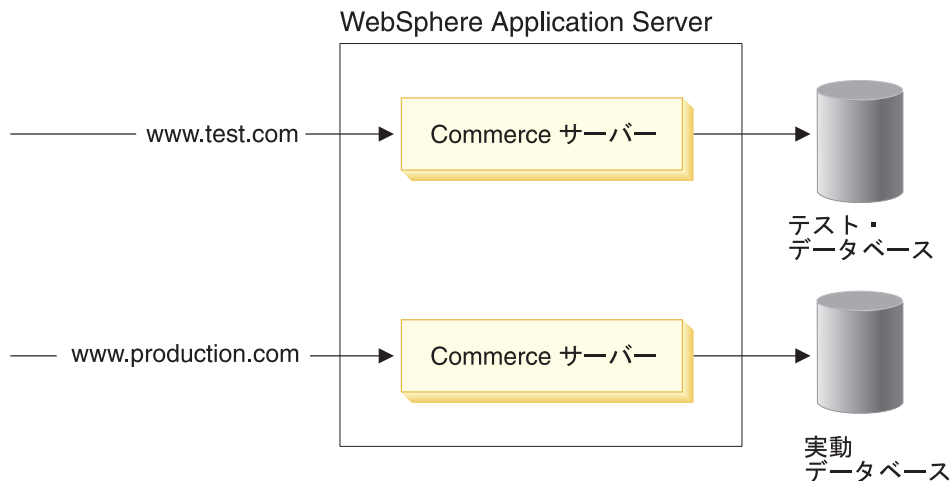 WebSphere Application Server
www.test.com
Commerce サーバー
テスト・
データベース
www.production.com
Commerce サーバー
実動
データベース